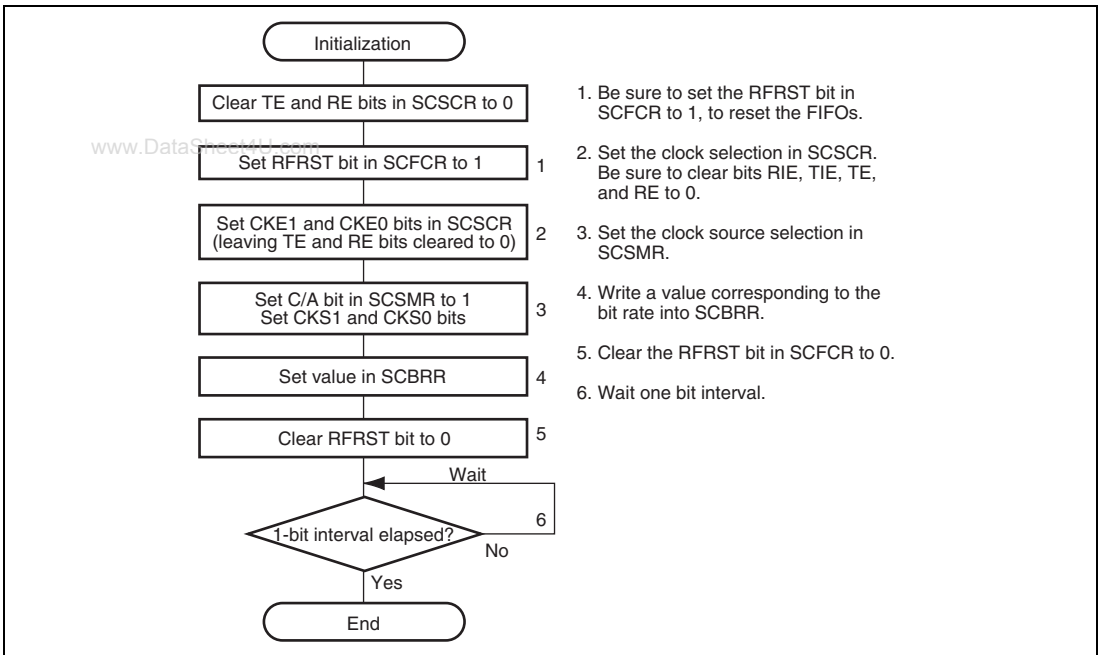 Initialization
Clear TE and RE bits in SCSCR to 0
www.DataSheet4U.com
Set RFRST bit in SCFCR to 1
1
Set CKE1 and CKE0 bits in SCSCR
(leaving TE and RE bits cleared to 0)
2
Set C/A bit in SCSMR to 1
Set CKS1 and CKS0 bits
3
Set value in SCBRR
4
Clear RFRST bit to 0
5
Wait
1-bit interval elapsed?
6
No
Yes
End
1. Be sure to set the RFRST bit in
SCFCR to 1, to reset the FIFOs.
2. Set the clock selection in SCSCR.
Be sure to clear bits RIE, TIE, TE,
and RE to 0.
3. Set the clock source selection in
SCSMR.
4. Write a value corresponding to the
bit rate into SCBRR.
5. Clear the RFRST bit in SCFCR to 0.
6. Wait one bit interval.